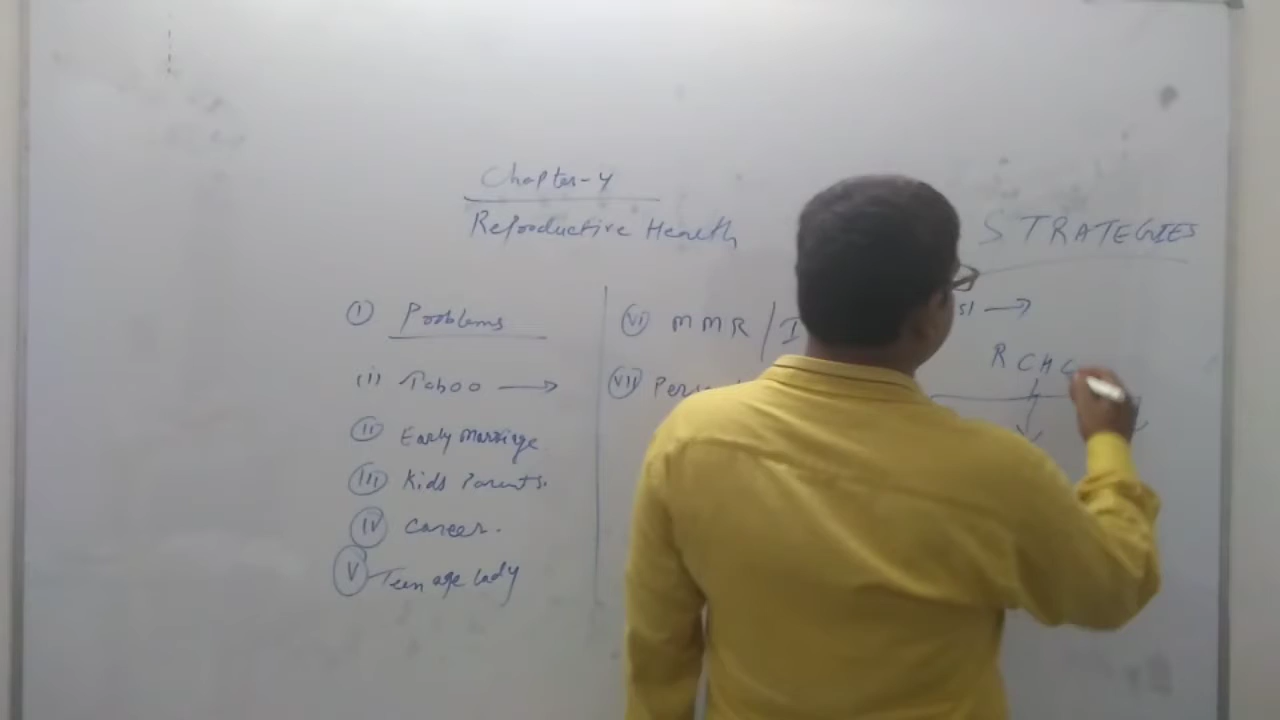 Chapter-4
Reproductive Health
I Problems
(i) Taboo →
II Early Marriage
III Kids Parents.
IV Career.
V Teen age lady
VI MMR / I
VII
STRATEGIES
→
RCH